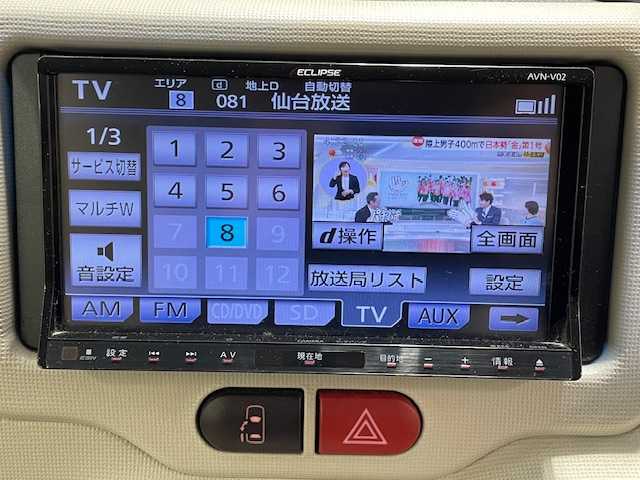 ECLIPSE
AVN-V02
TV
エリア 8
d 地上D 自動切替
081 仙台放送
1/3
サービス切替
マルチW
音設定
1 2 3
4 5 6
7 8 9
10 11 12
陸上男子400mで日本勢「金」第1号
d操作
全画面
放送局リスト
設定
AM FM CD/DVD SD TV AUX
設定 AV 現在地 目的地 − + 情報